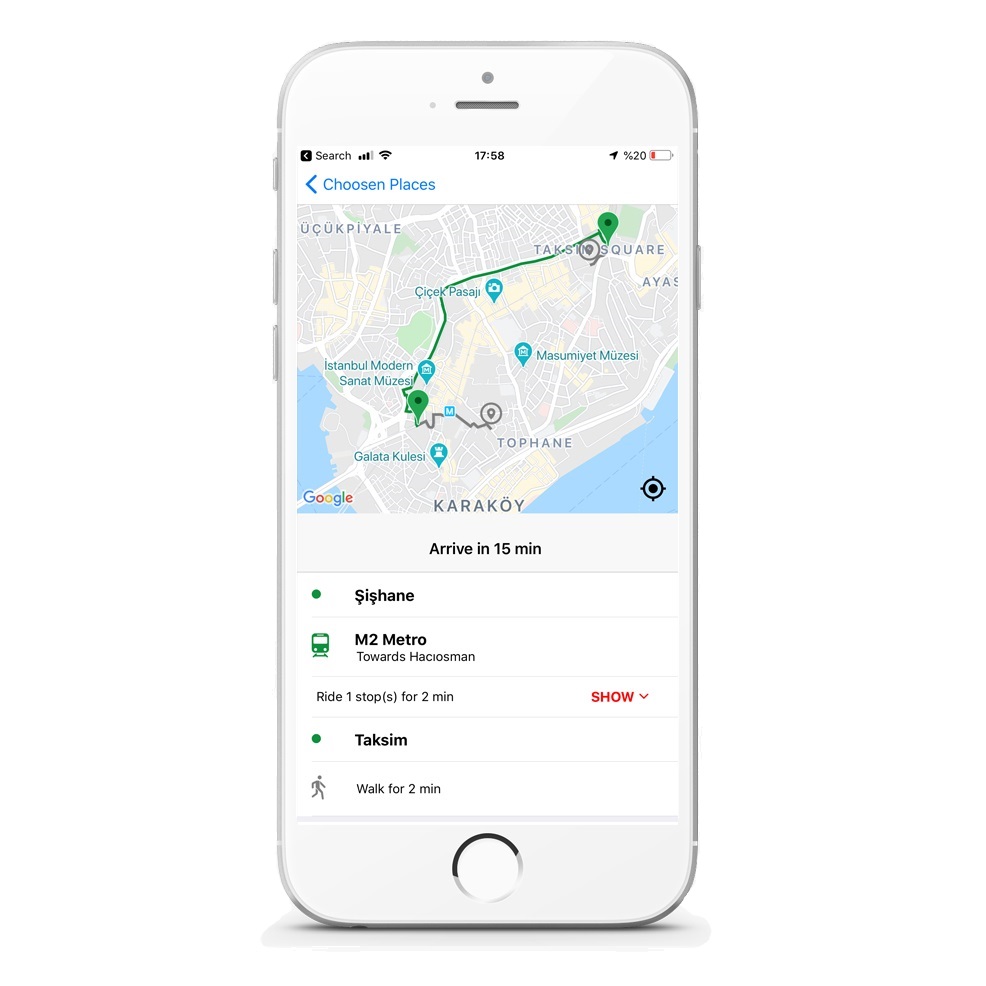 Search
17:58
%20
Choosen Places
ÜÇÜKPİYALE
TAKSIM SQUARE
AYAS
Çiçek Pasajı
İstanbul Modern
Sanat Müzesi
Masumiyet Müzesi
M
TOPHANE
Galata Kulesi
Google
KARAKÖY
Arrive in 15 min
Şişhane
M2 Metro
Towards Hacıosman
Ride 1 stop(s) for 2 min
SHOW
Taksim
Walk for 2 min